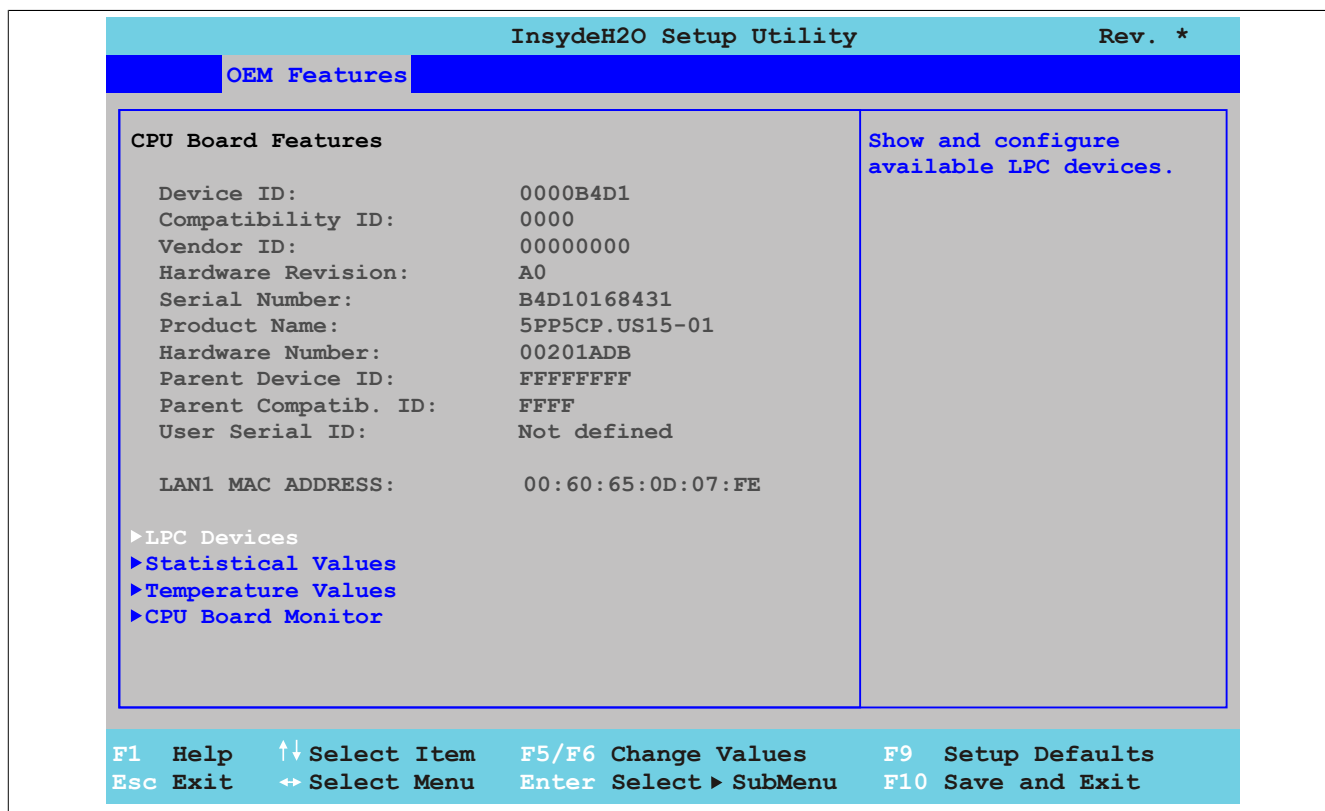 InsydeH2O Setup Utility Rev. *
OEM Features
CPU Board Features
Device ID: 0000B4D1
Compatibility ID: 0000
Vendor ID: 00000000
Hardware Revision: A0
Serial Number: B4D10168431
Product Name: 5PP5CP.US15-01
Hardware Number: 00201ADB
Parent Device ID: FFFFFFFF
Parent Compatib. ID: FFFF
User Serial ID: Not defined
LAN1 MAC ADDRESS: 00:60:65:0D:07:FE
▶LPC Devices
▶Statistical Values
▶Temperature Values
▶CPU Board Monitor
Show and configure
available LPC devices.
F1 Help ↑↓ Select Item F5/F6 Change Values F9 Setup Defaults
Esc Exit ↔ Select Menu Enter Select ▶ SubMenu F10 Save and Exit